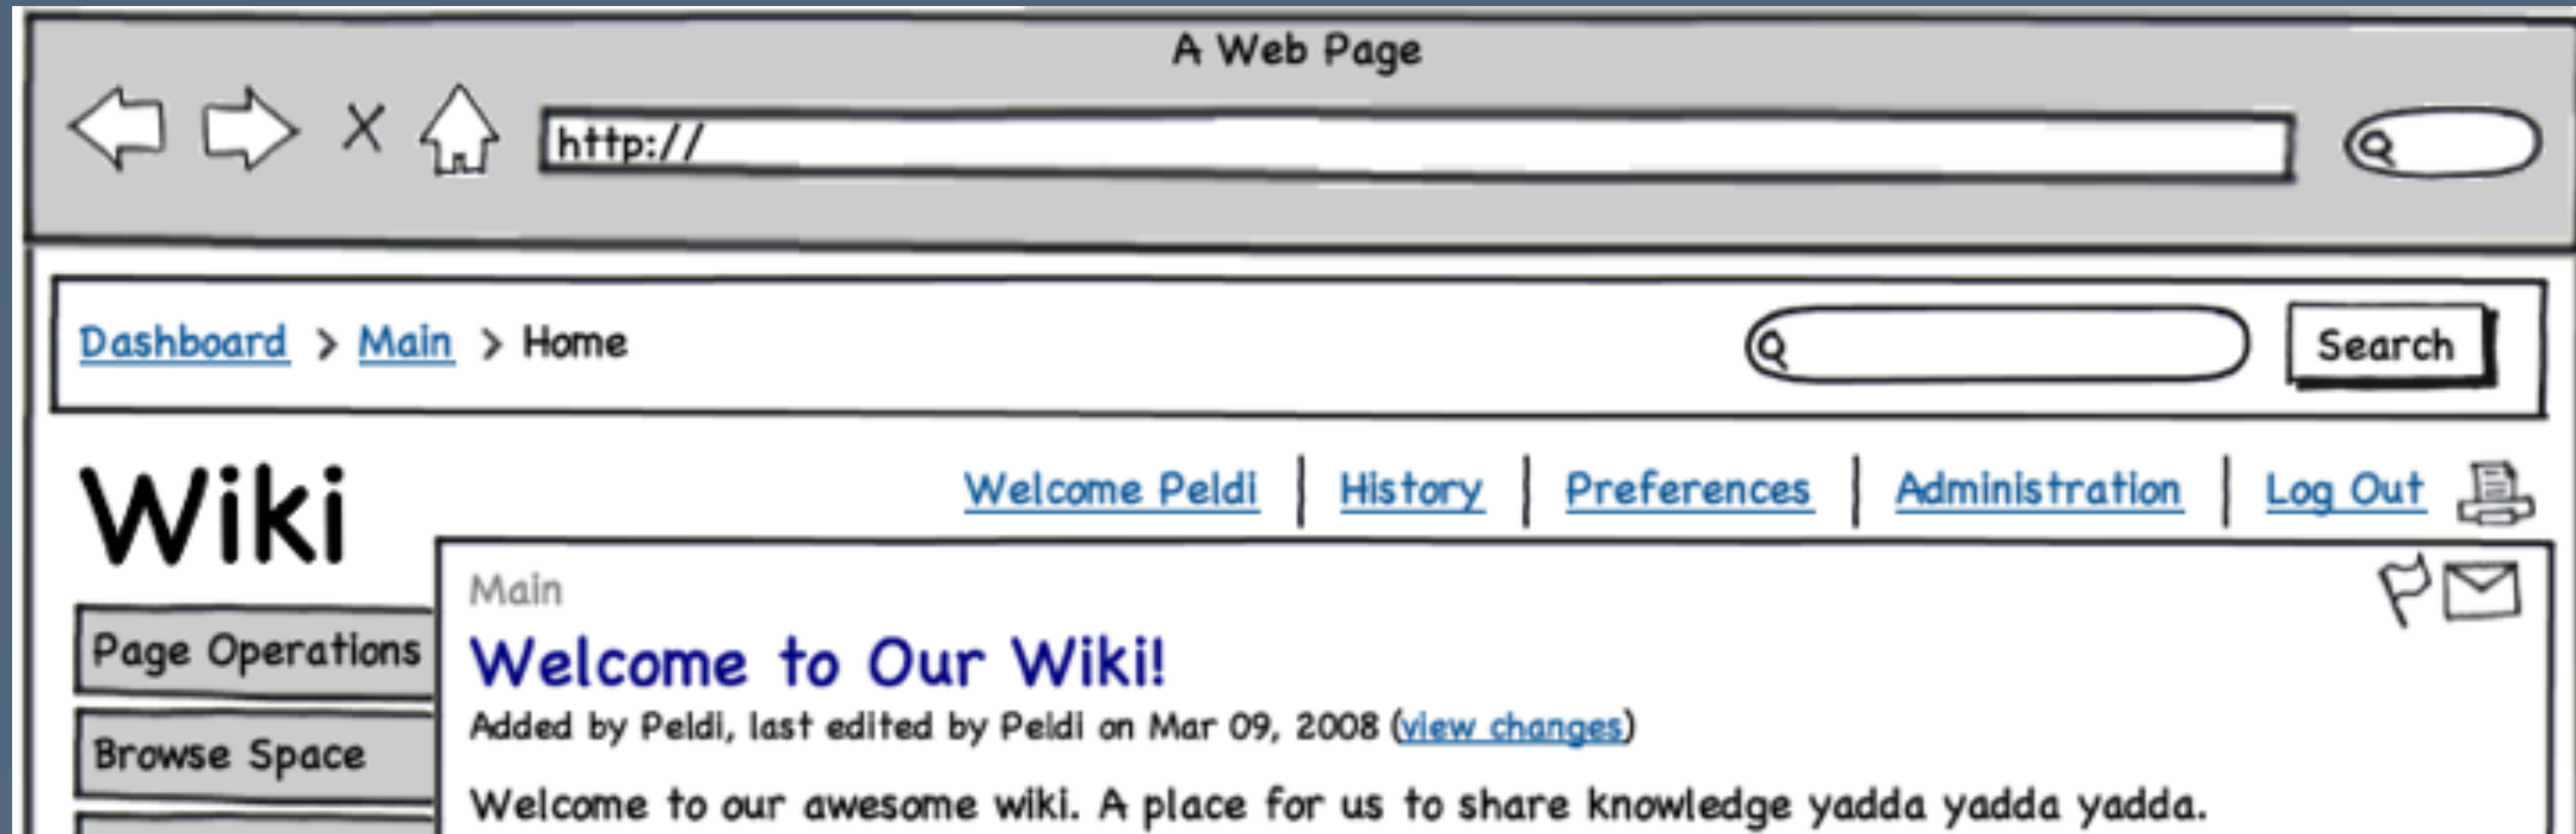 A Web Page
http://
Dashboard > Main > Home
Search
Wiki
Welcome Peldi | History | Preferences | Administration | Log Out
Main
Page Operations
Welcome to Our Wiki!
Added by Peldi, last edited by Peldi on Mar 09, 2008 (view changes)
Browse Space
Welcome to our awesome wiki. A place for us to share knowledge yadda yadda yadda.